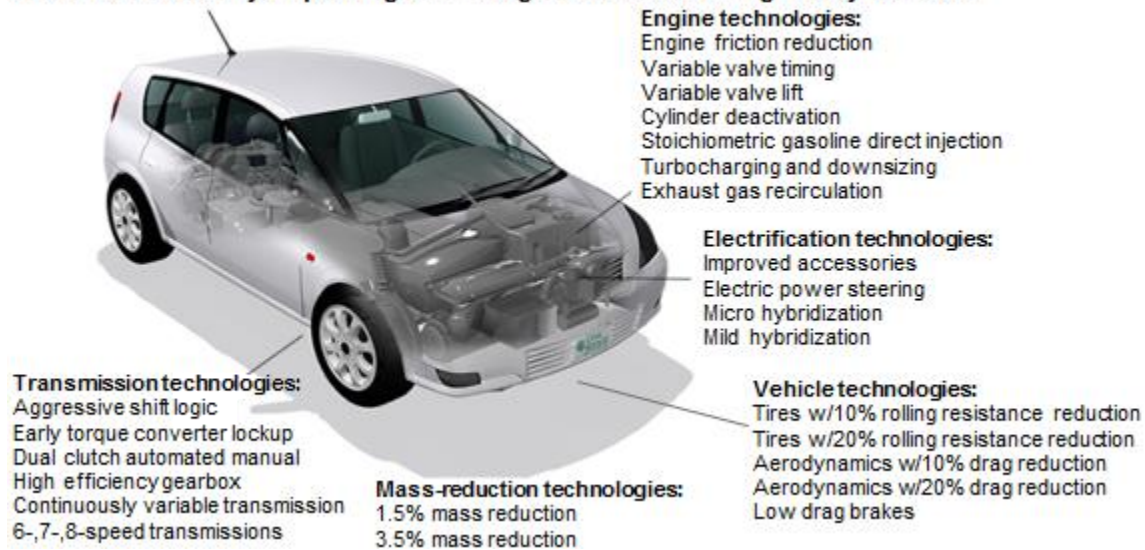 Engine technologies:
Engine friction reduction
Variable valve timing
Variable valve lift
Cylinder deactivation
Stoichiometric gasoline direct injection
Turbocharging and downsizing
Exhaust gas recirculation
Electrification technologies:
Improved accessories
Electric power steering
Micro hybridization
Mild hybridization
Transmission technologies:
Aggressive shift logic
Early torque converter lockup
Dual clutch automated manual
High efficiency gearbox
Continuously variable transmission
6-,7-,8-speed transmissions
Mass-reduction technologies:
1.5% mass reduction
3.5% mass reduction
Vehicle technologies:
Tires w/10% rolling resistance reduction
Tires w/20% rolling resistance reduction
Aerodynamics w/10% drag reduction
Aerodynamics w/20% drag reduction
Low drag brakes